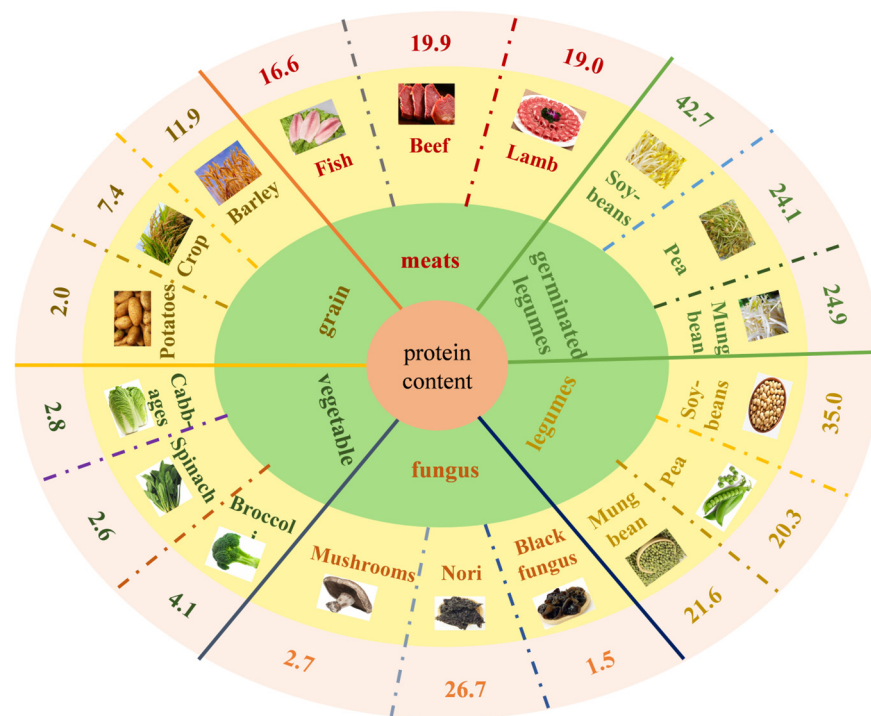 protein
content
meats
16.6
Fish
19.9
Beef
19.0
Lamb
germinated
legumes
42.7
Soy-
beans
24.1
Pea
24.9
Mung
bean
legumes
35.0
Soy-
beans
20.3
Pea
21.6
Mung
bean
fungus
1.5
Black
fungus
26.7
Nori
2.7
Mushrooms
vegetable
4.1
Broccol
2.6
Spinach
2.8
Cabb-
ages
grain
2.0
Potatoes
7.4
Crop
11.9
Barley